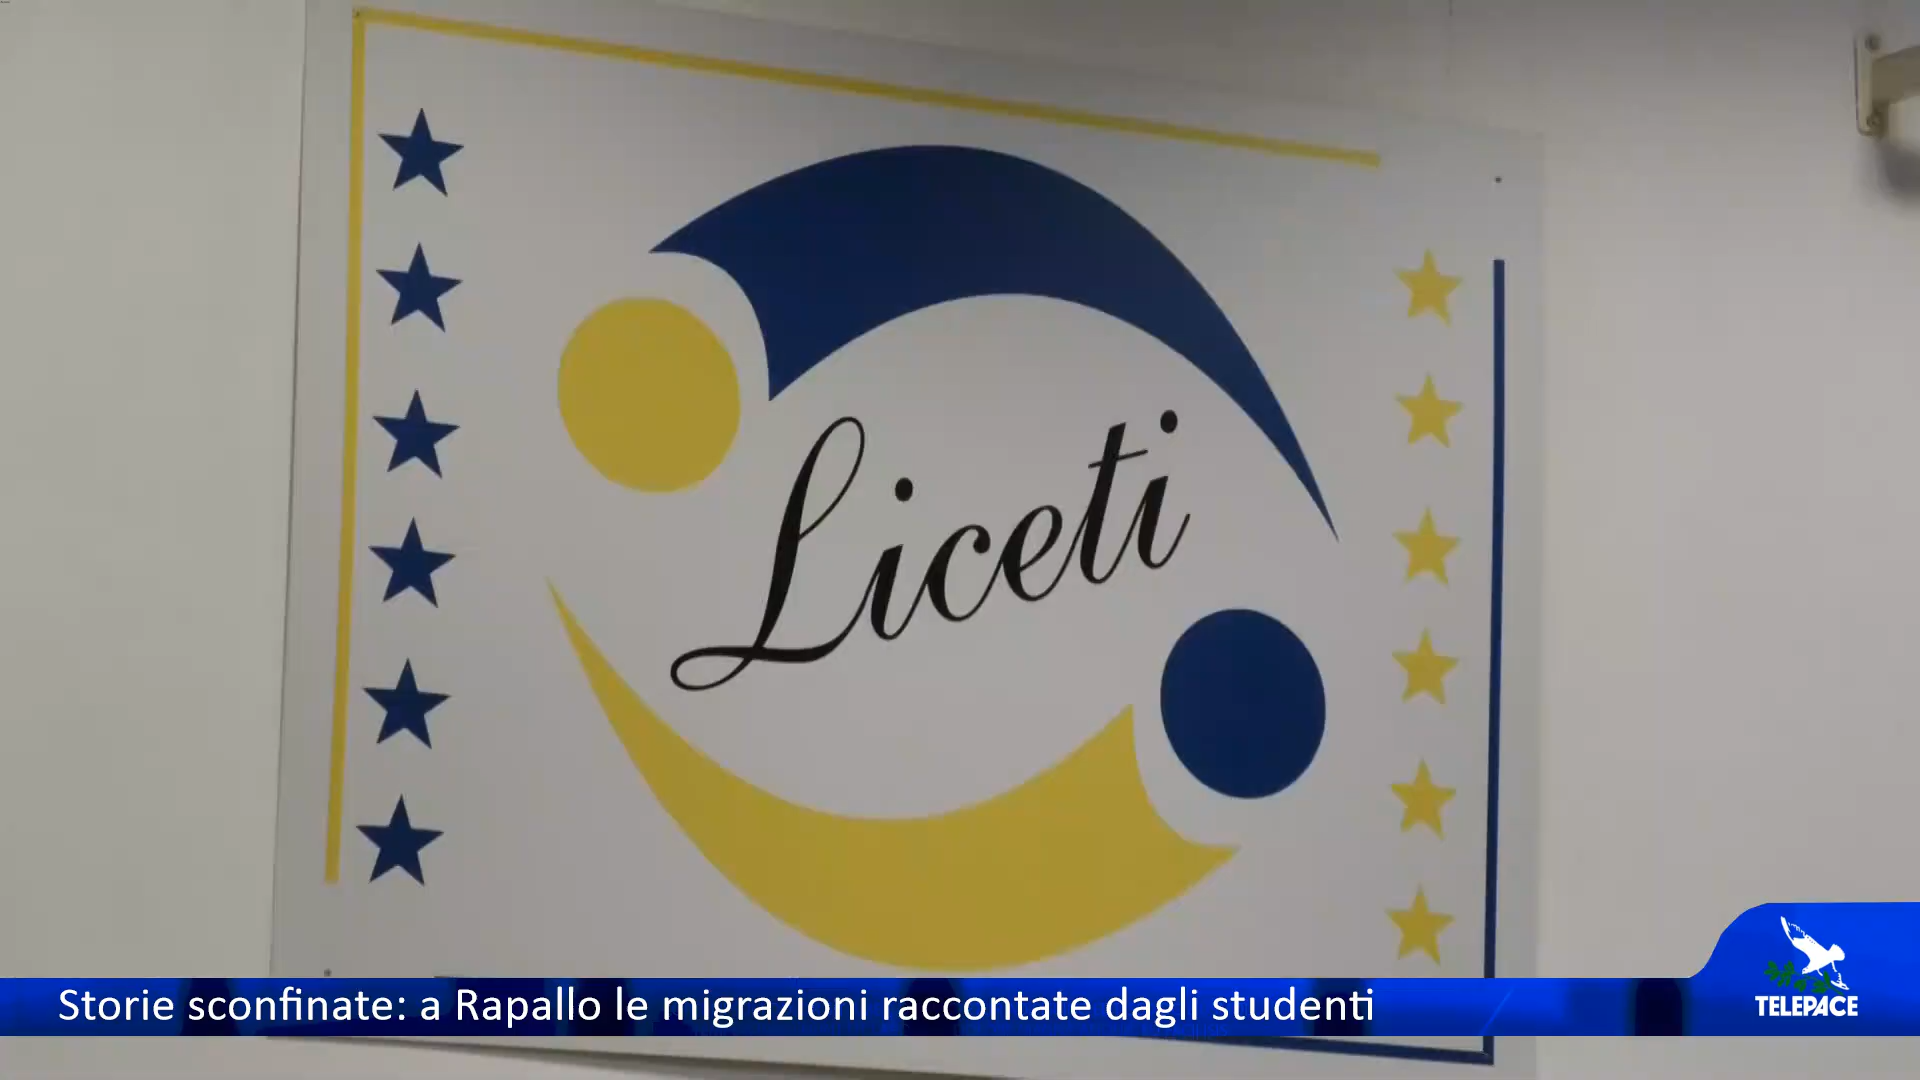 Liceti
Storie sconfinate: a Rapallo le migrazioni raccontate dagli studenti
TELEPACE